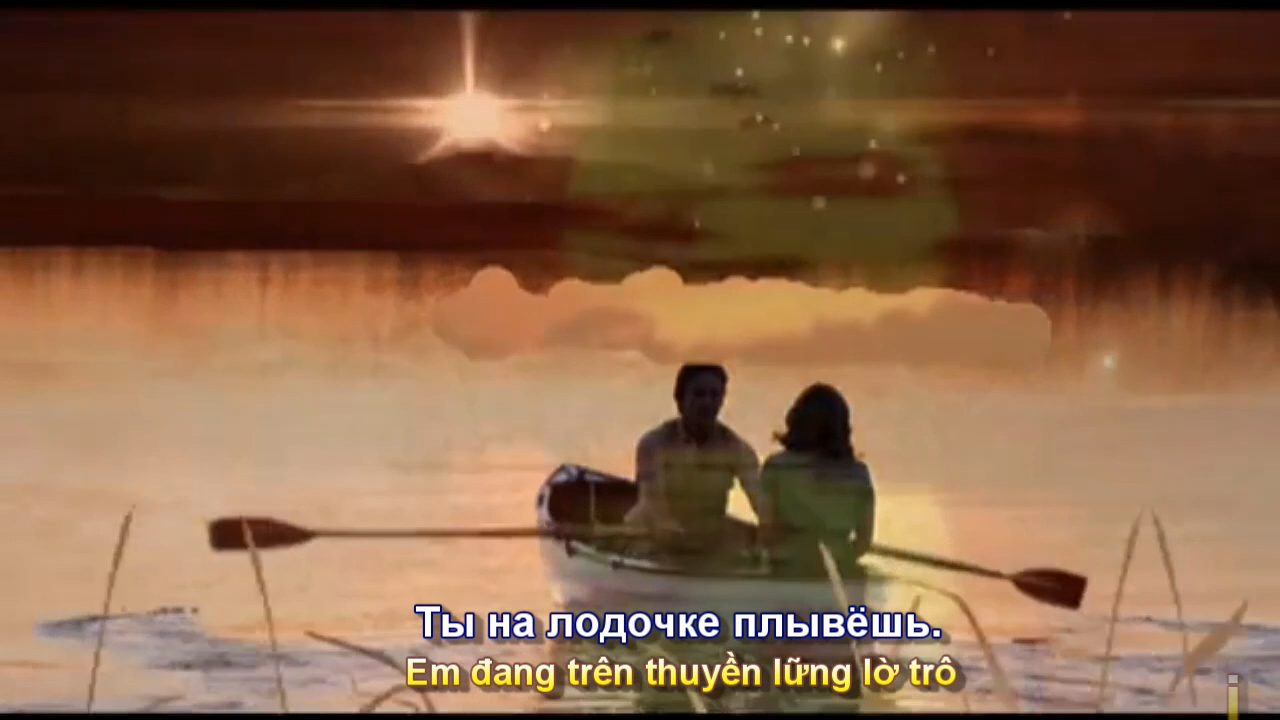 Ты на лодочке плывёшь.
Em đang trên thuyền lững lờ trô